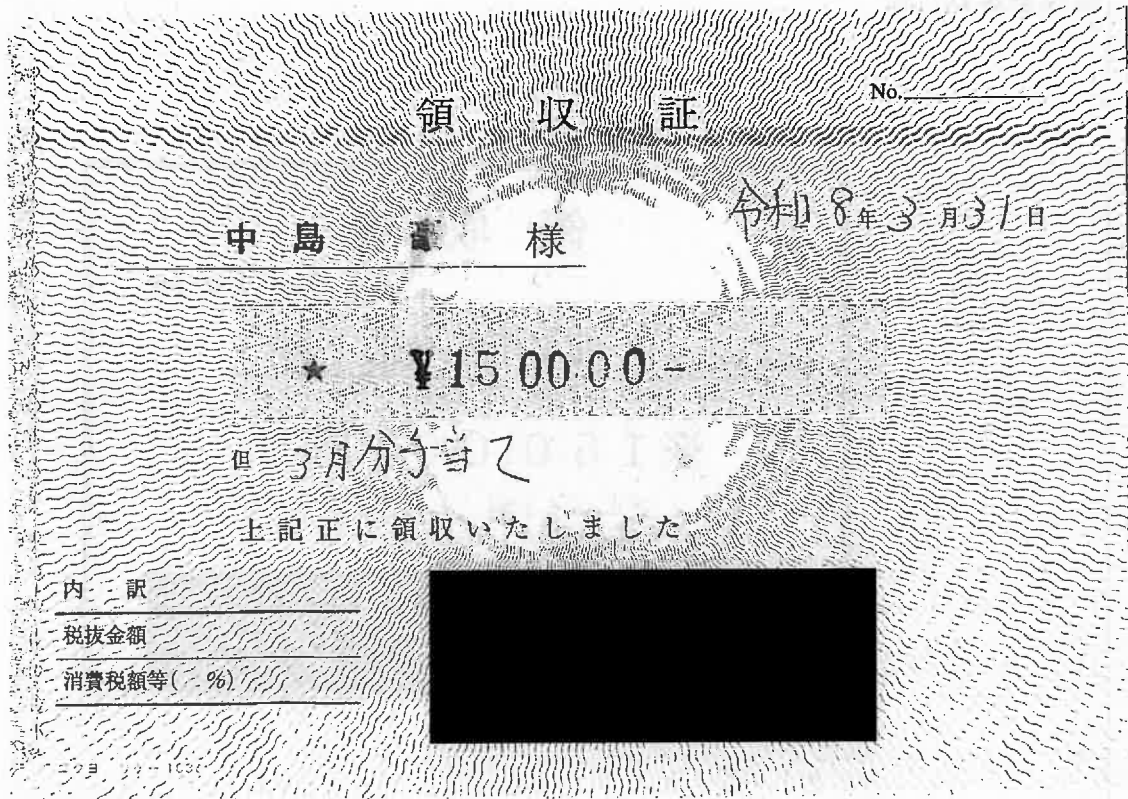 領収証
No.
令和 8年 3月31日
中島 様
★ ¥150000-
但 3月分手当て
上記正に領収いたしました
内訳
税抜金額
消費税額等( %)